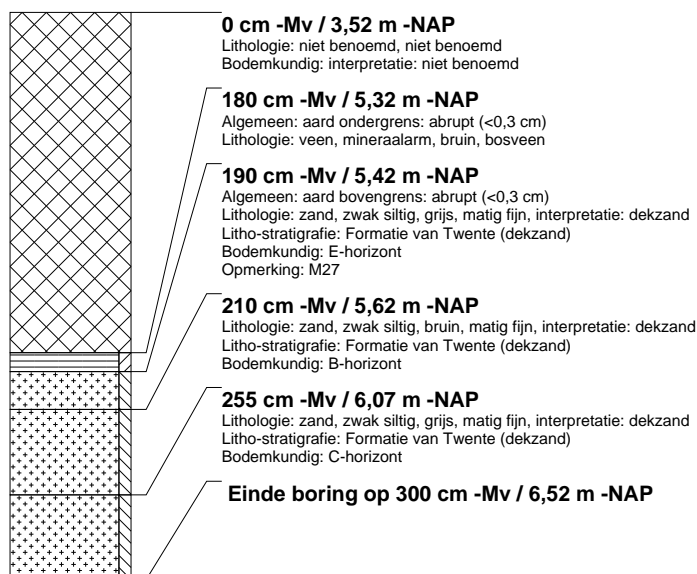 0 cm -Mv / 3,52 m -NAP
Lithologie: niet benoemd, niet benoemd
Bodemkundig: interpretatie: niet benoemd
180 cm -Mv / 5,32 m -NAP
Algemeen: aard ondergrens: abrupt (<0,3 cm)
Lithologie: veen, mineraalarm, bruin, bosveen
190 cm -Mv / 5,42 m -NAP
Algemeen: aard bovengrens: abrupt (<0,3 cm)
Lithologie: zand, zwak siltig, grijs, matig fijn, interpretatie: dekzand
Litho-stratigrafie: Formatie van Twente (dekzand)
Bodemkundig: E-horizont
Opmerking: M27
210 cm -Mv / 5,62 m -NAP
Lithologie: zand, zwak siltig, bruin, matig fijn, interpretatie: dekzand
Litho-stratigrafie: Formatie van Twente (dekzand)
Bodemkundig: B-horizont
255 cm -Mv / 6,07 m -NAP
Lithologie: zand, zwak siltig, grijs, matig fijn, interpretatie: dekzand
Litho-stratigrafie: Formatie van Twente (dekzand)
Bodemkundig: C-horizont
Einde boring op 300 cm -Mv / 6,52 m -NAP